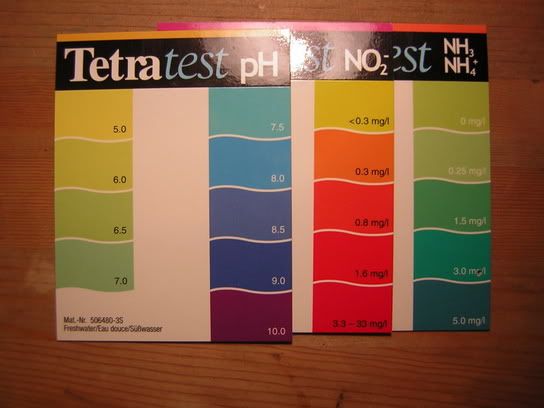 Tetratest pH
5.0
6.0
6.5
7.0
7.5
8.0
8.5
9.0
10.0
Mat.-Nr. 506480-3S
Freshwater/Eau douce/Süßwasser
st NO₂⁻
<0.3 mg/l
0.3 mg/l
0.8 mg/l
1.6 mg/l
3.3 – 33 mg/l
est NH₃
NH₄⁺
0 mg/l
0.25 mg/l
1.5 mg/l
3.0 mg/l
5.0 mg/l